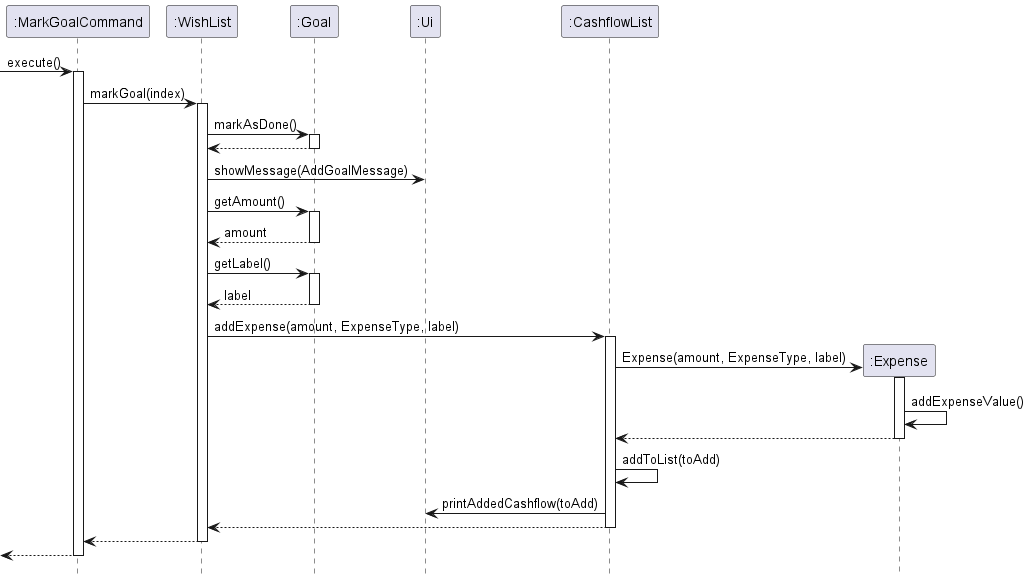 :MarkGoalCommand
:WishList
:Goal
:Ui
:CashflowList
execute()
markGoal(index)
markAsDone()
showMessage(AddGoalMessage)
getAmount()
amount
getLabel()
label
addExpense(amount, ExpenseType, label)
Expense(amount, ExpenseType, label)
:Expense
addExpenseValue()
addToList(toAdd)
printAddedCashflow(toAdd)